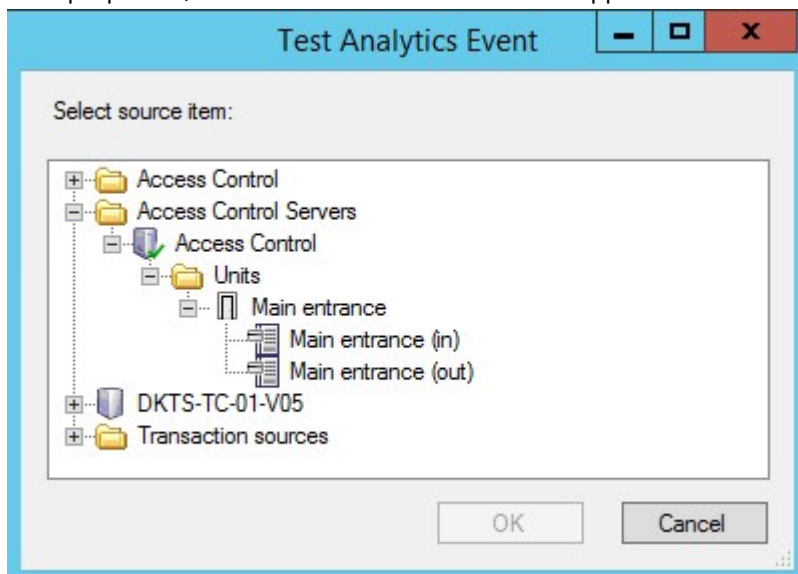 Test Analytics Event
Select source item:
Access Control
Access Control Servers
Access Control
Units
Main entrance
Main entrance (in)
Main entrance (out)
DKTS-TC-01-V05
Transaction sources
OK
Cancel